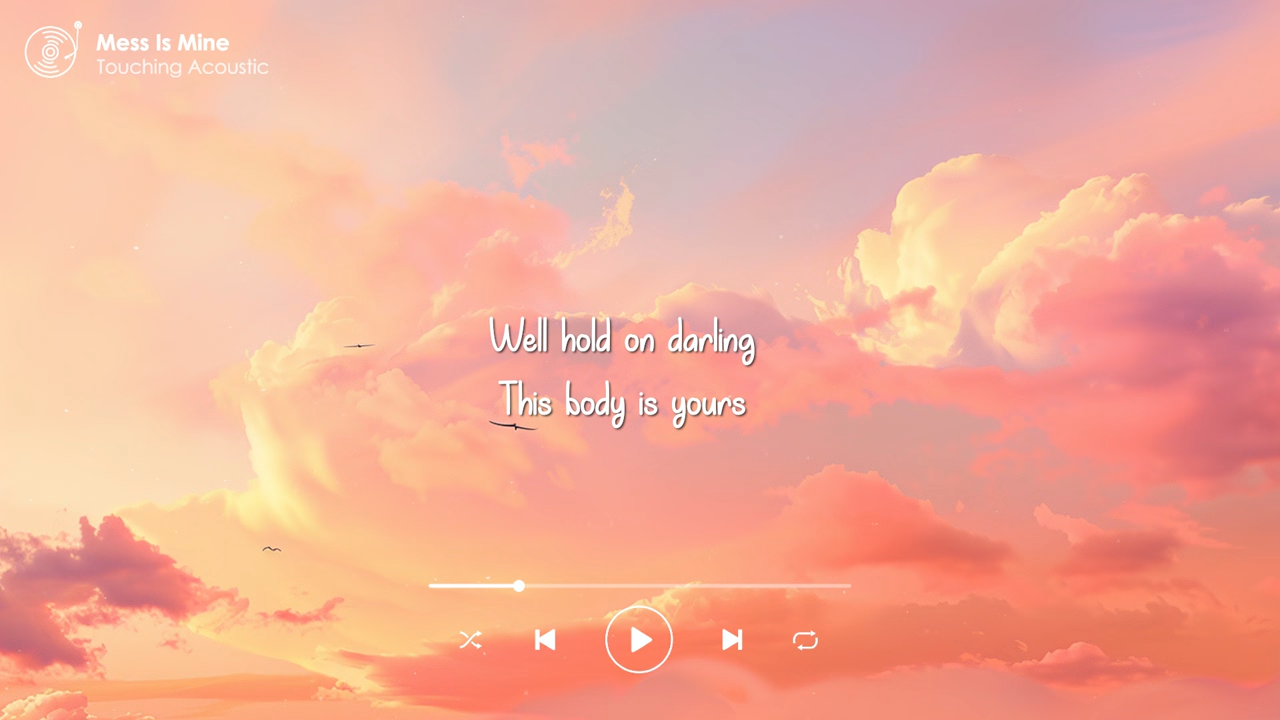 Mess Is Mine
Touching Acoustic
Well hold on darling
This body is yours